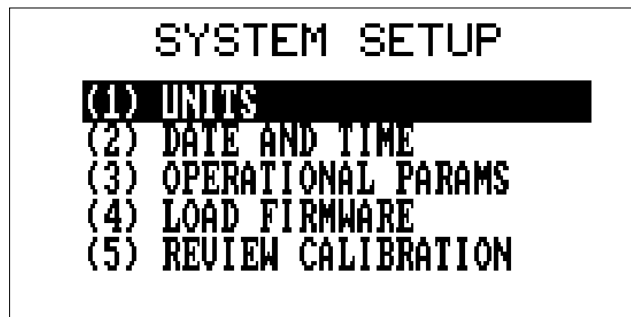 SYSTEM SETUP
(1) UNITS
(2) DATE AND TIME
(3) OPERATIONAL PARAMS
(4) LOAD FIRMWARE
(5) REVIEW CALIBRATION